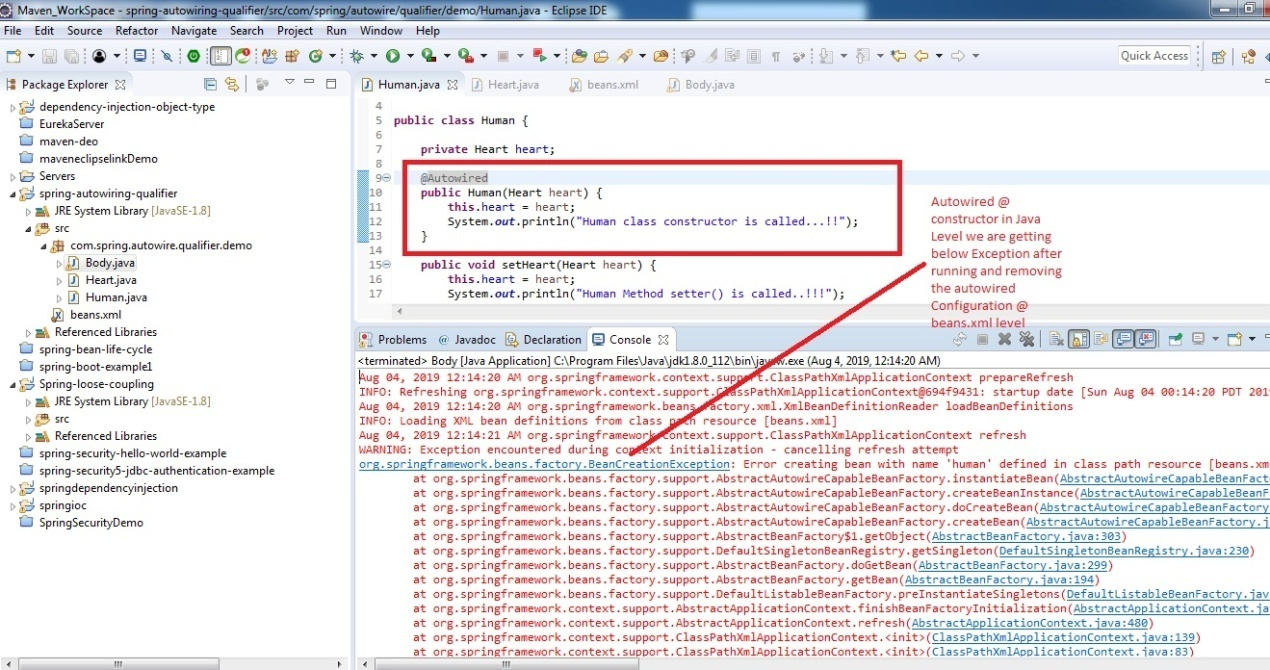 Maven_WorkSpace - spring-autowiring-qualifier/src/com/spring/autowire/qualifier/demo/Human.java - Eclipse IDE
File Edit Source Refactor Navigate Search Project Run Window Help
Quick Access
Package Explorer
dependency-injection-object-type
EurekaServer
maven-deo
maveneclipselinkDemo
Servers
spring-autowiring-qualifier
JRE System Library [JavaSE-1.8]
src
com.spring.autowire.qualifier.demo
Body.java
Heart.java
Human.java
beans.xml
Referenced Libraries
spring-bean-life-cycle
spring-boot-example1
Spring-loose-coupling
JRE System Library [JavaSE-1.8]
src
Referenced Libraries
spring-security-hello-world-example
spring-security5-jdbc-authentication-example
springdependencyinjection
springioc
SpringSecurityDemo
Human.java Heart.java beans.xml Body.java
4
5 public class Human {
6
7 private Heart heart;
8
9 @Autowired
10 public Human(Heart heart) {
11 this.heart = heart;
12 System.out.println("Human class constructor is called...!!");
13 }
14
15 public void setHeart(Heart heart) {
16 this.heart = heart;
17 System.out.println("Human Method setter() is called..!!!");
Autowired @
constructor in Java
Level we are getting
below Exception after
running and removing
the autowired
Configuration @
beans.xml level
Problems @ Javadoc Declaration Console
<terminated> Body [Java Application] C:\Program Files\Java\jdk1.8.0_112\bin\javaw.exe (Aug 4, 2019, 12:14:20 AM)
Aug 04, 2019 12:14:20 AM org.springframework.context.support.ClassPathXmlApplicationContext prepareRefresh
INFO: Refreshing org.springframework.context.support.ClassPathXmlApplicationContext@694f9431: startup date [Sun Aug 04 00:14:20 PDT 2019
Aug 04, 2019 12:14:20 AM org.springframework.beans.factory.xml.XmlBeanDefinitionReader loadBeanDefinitions
INFO: Loading XML bean definitions from class path resource [beans.xml]
Aug 04, 2019 12:14:21 AM org.springframework.context.support.ClassPathXmlApplicationContext refresh
WARNING: Exception encountered during context initialization - cancelling refresh attempt
org.springframework.beans.factory.BeanCreationException: Error creating bean with name 'human' defined in class path resource [beans.xm
at org.springframework.beans.factory.support.AbstractAutowireCapableBeanFactory.instantiateBean(AbstractAutowireCapableBeanFact
at org.springframework.beans.factory.support.AbstractAutowireCapableBeanFactory.createBeanInstance(AbstractAutowireCapableBeanF
at org.springframework.beans.factory.support.AbstractAutowireCapableBeanFactory.doCreateBean(AbstractAutowireCapableBeanFactory
at org.springframework.beans.factory.support.AbstractAutowireCapableBeanFactory.createBean(AbstractAutowireCapableBeanFactory.j
at org.springframework.beans.factory.support.AbstractBeanFactory$1.getObject(AbstractBeanFactory.java:303)
at org.springframework.beans.factory.support.DefaultSingletonBeanRegistry.getSingleton(DefaultSingletonBeanRegistry.java:230)
at org.springframework.beans.factory.support.AbstractBeanFactory.doGetBean(AbstractBeanFactory.java:299)
at org.springframework.beans.factory.support.AbstractBeanFactory.getBean(AbstractBeanFactory.java:194)
at org.springframework.beans.factory.support.DefaultListableBeanFactory.preInstantiateSingletons(DefaultListableBeanFactory.jav
at org.springframework.context.support.AbstractApplicationContext.finishBeanFactoryInitialization(AbstractApplicationContext.ja
at org.springframework.context.support.AbstractApplicationContext.refresh(AbstractApplicationContext.java:480)
at org.springframework.context.support.ClassPathXmlApplicationContext.<init>(ClassPathXmlApplicationContext.java:139)
at org.springframework.context.support.ClassPathXmlApplicationContext.<init>(ClassPathXmlApplicationContext.java:83)